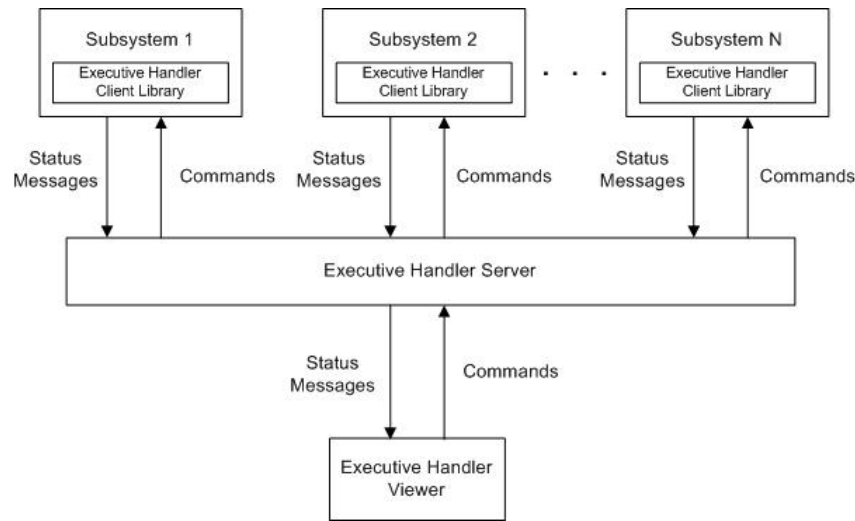 Subsystem 1
Executive Handler
Client Library
Subsystem 2
Executive Handler
Client Library
. . .
Subsystem N
Executive Handler
Client Library
Status
Messages
Commands
Status
Messages
Commands
Status
Messages
Commands
Executive Handler Server
Status
Messages
Commands
Executive Handler
Viewer